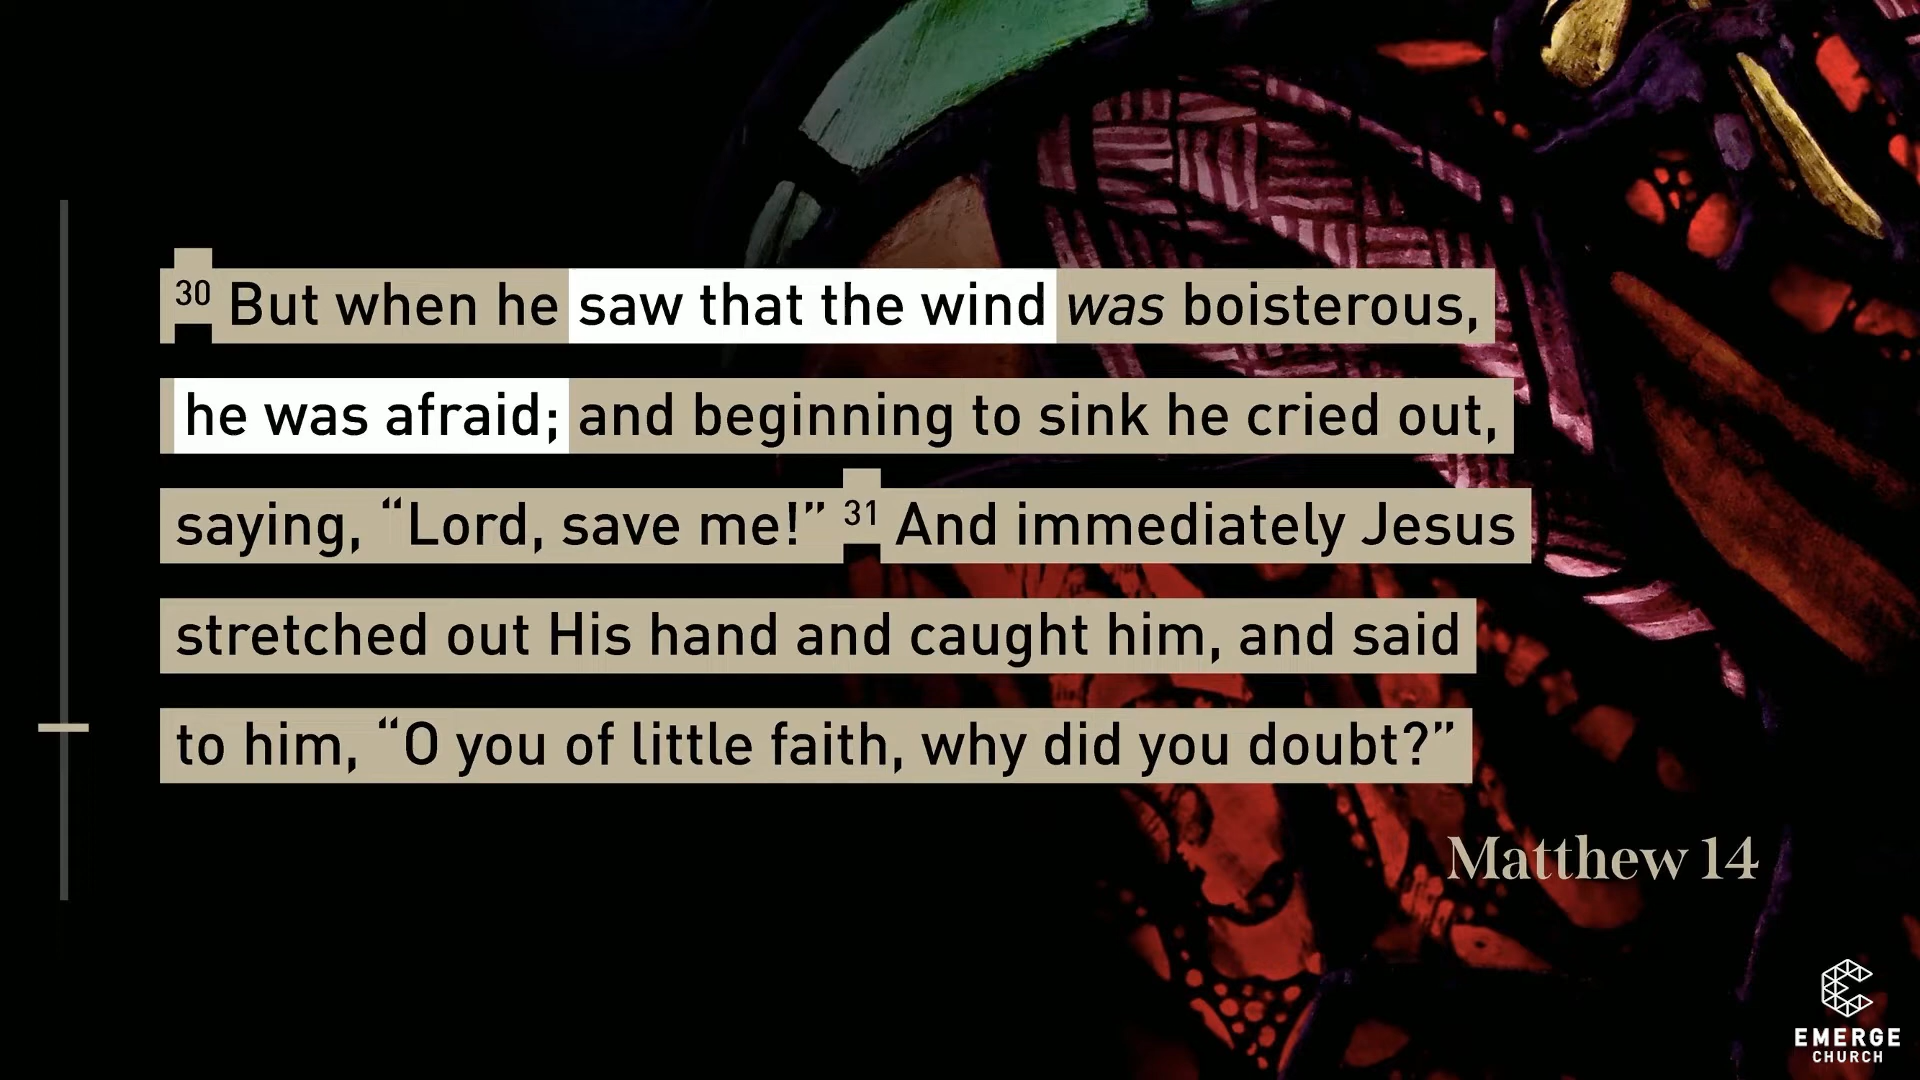 30 But when he saw that the wind was boisterous,
he was afraid; and beginning to sink he cried out,
saying, “Lord, save me!” 31 And immediately Jesus
stretched out His hand and caught him, and said
to him, “O you of little faith, why did you doubt?”
Matthew 14
EMERGE
CHURCH